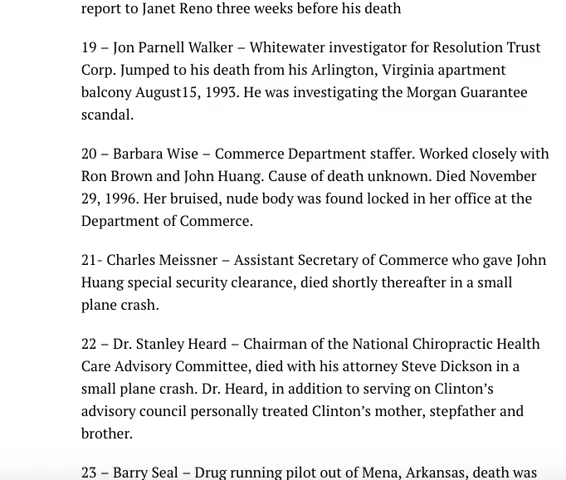 report to Janet Reno three weeks before his death
19 – Jon Parnell Walker – Whitewater investigator for Resolution Trust
Corp. Jumped to his death from his Arlington, Virginia apartment
balcony August15, 1993. He was investigating the Morgan Guarantee
scandal.
20 – Barbara Wise – Commerce Department staffer. Worked closely with
Ron Brown and John Huang. Cause of death unknown. Died November
29, 1996. Her bruised, nude body was found locked in her office at the
Department of Commerce.
21- Charles Meissner – Assistant Secretary of Commerce who gave John
Huang special security clearance, died shortly thereafter in a small
plane crash.
22 – Dr. Stanley Heard – Chairman of the National Chiropractic Health
Care Advisory Committee, died with his attorney Steve Dickson in a
small plane crash. Dr. Heard, in addition to serving on Clinton’s
advisory council personally treated Clinton’s mother, stepfather and
brother.
23 – Barry Seal – Drug running pilot out of Mena, Arkansas, death was